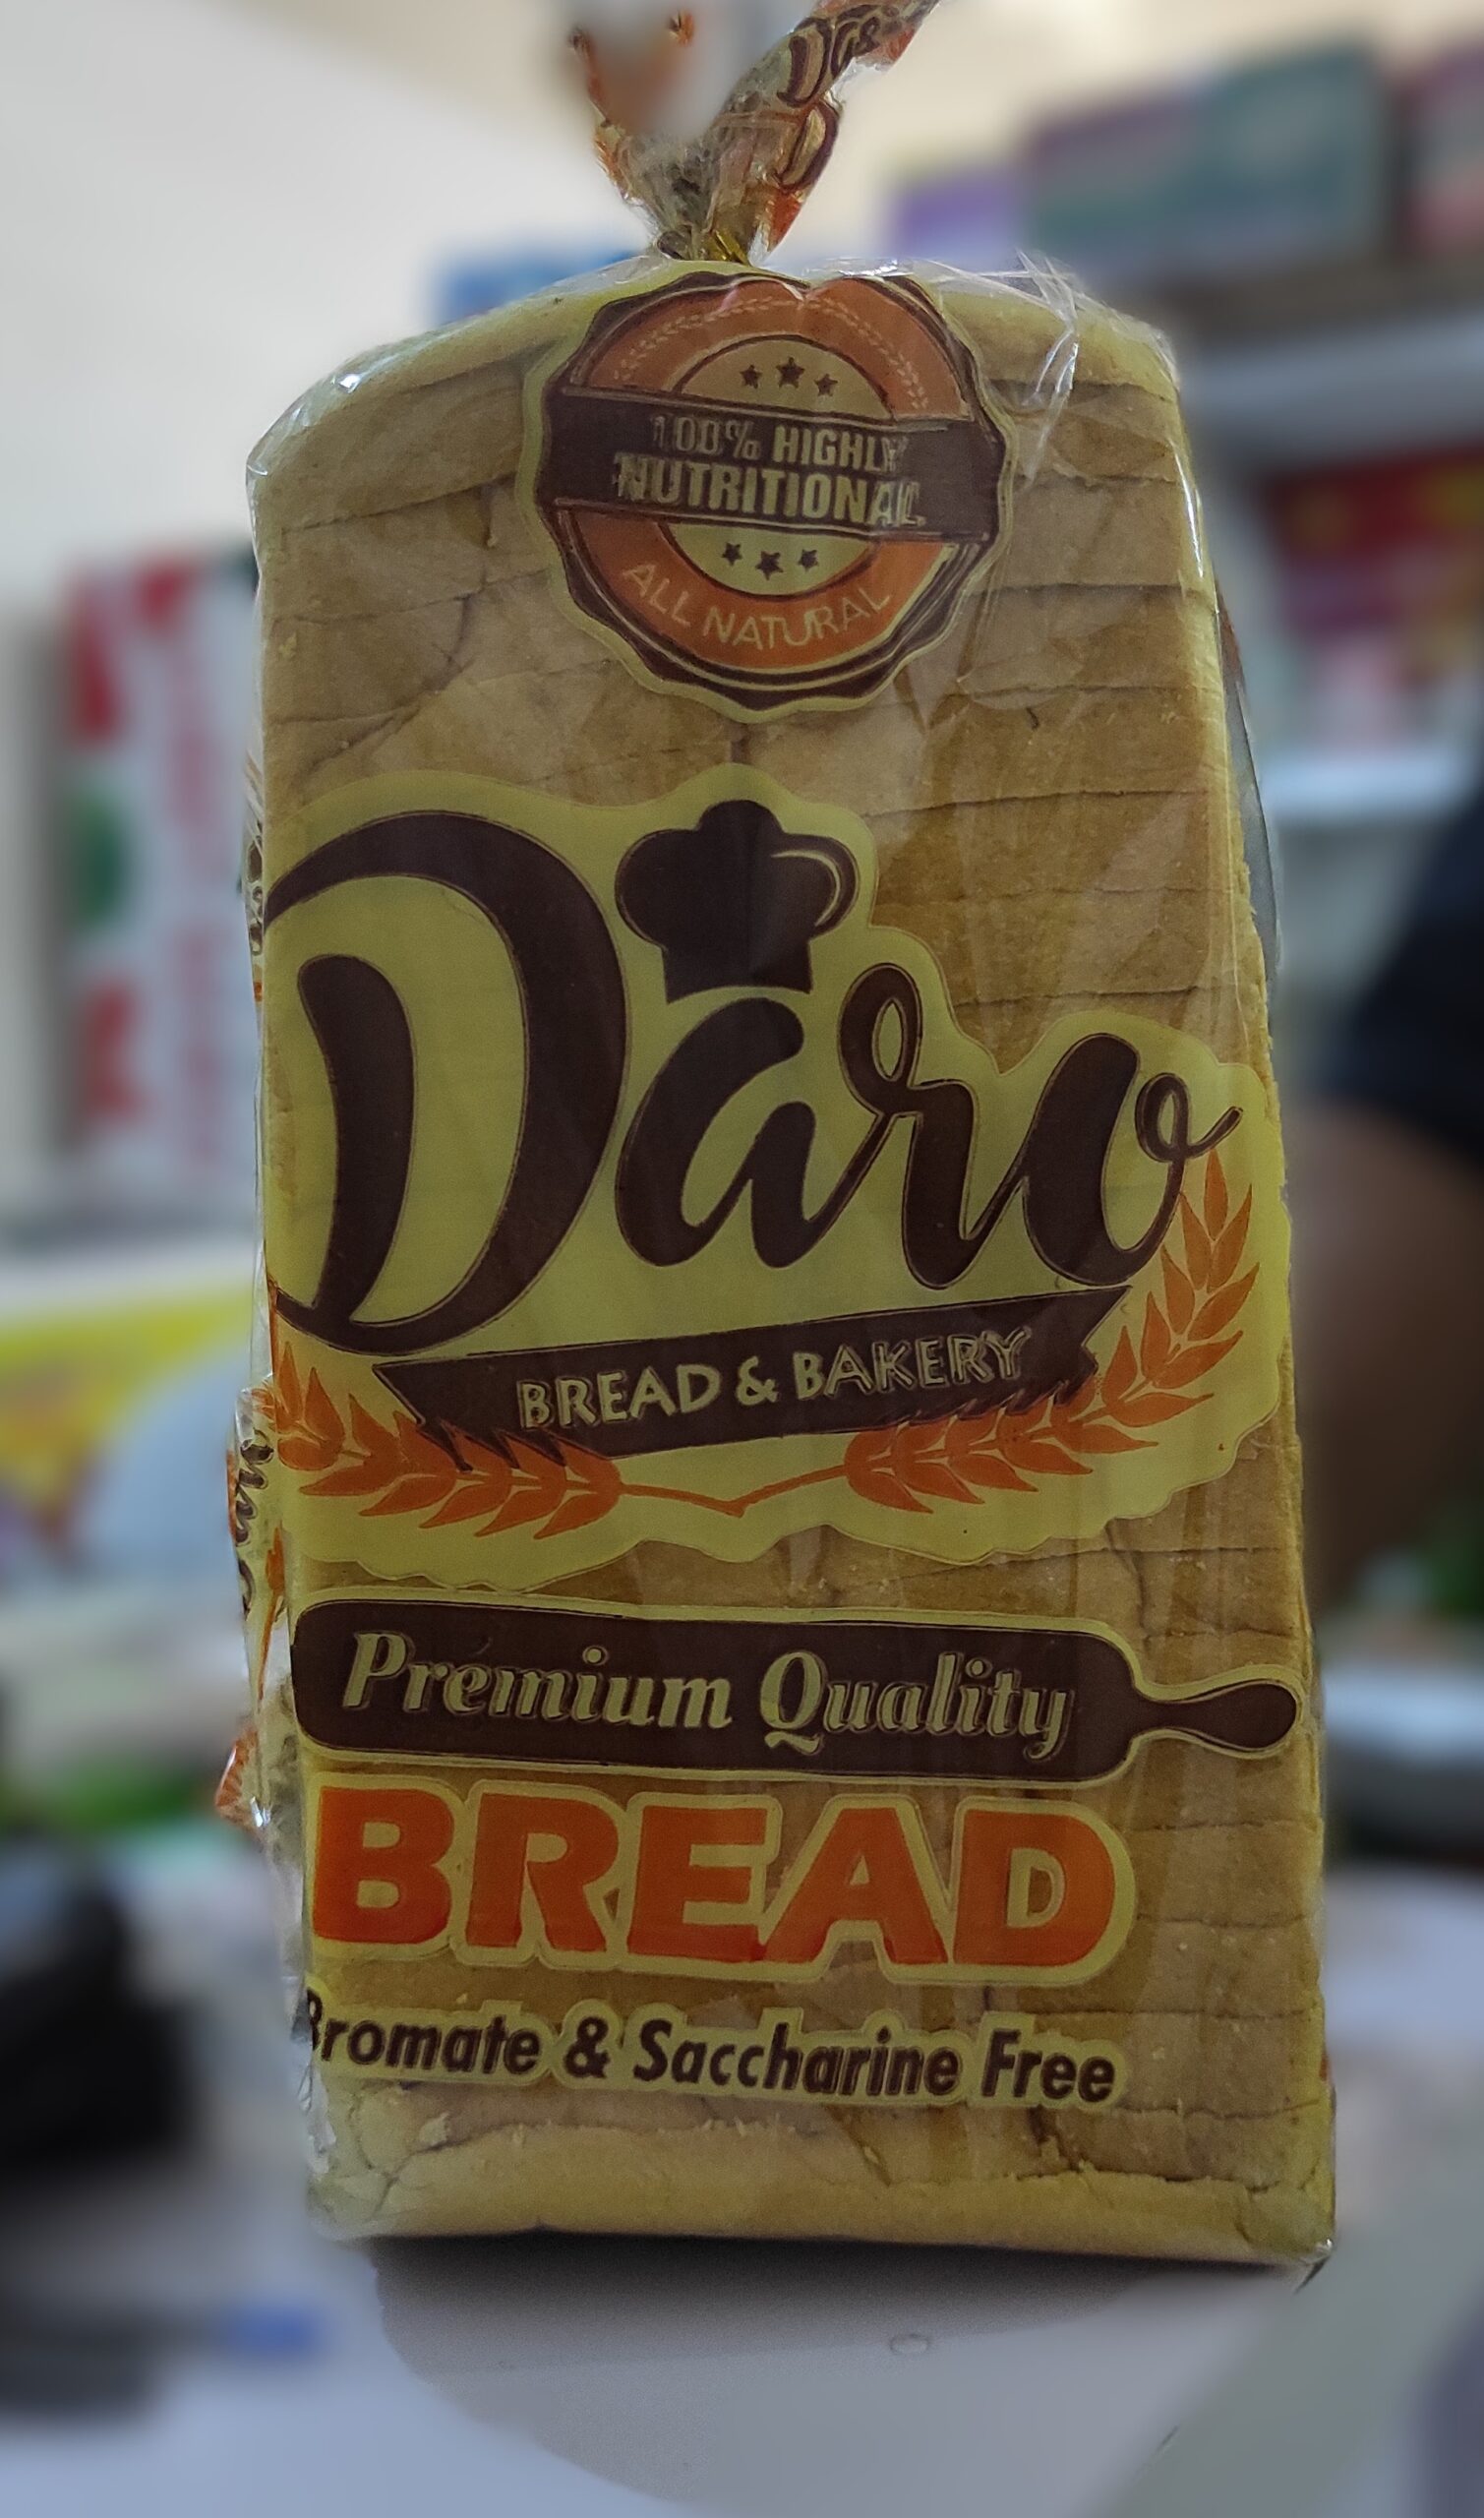 100% HIGHLY
NUTRITIONAL
ALL NATURAL
Daro
BREAD & BAKERY
Premium Quality
BREAD
Bromate & Saccharine Free